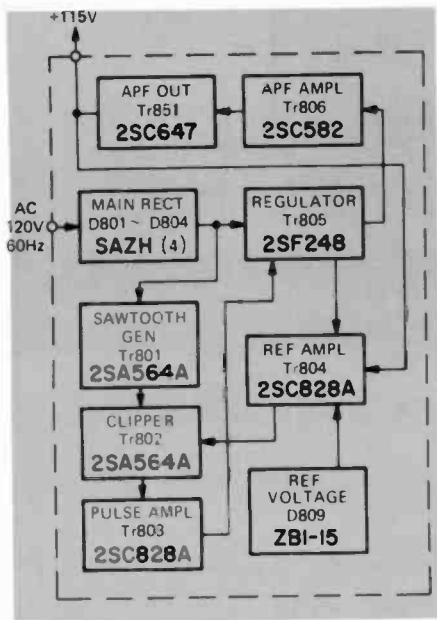 +115V
APF OUT
Tr851
2SC647
APF AMPL
Tr806
2SC582
AC
120V
60Hz
MAIN RECT
D801 ~ D804
SAZH (4)
REGULATOR
Tr805
2SF248
SAWTOOTH
GEN
Tr801
2SA564A
REF AMPL
Tr804
2SC828A
CLIPPER
Tr802
2SA564A
PULSE AMPL
Tr803
2SC828A
REF
VOLTAGE
D809
ZB1-15